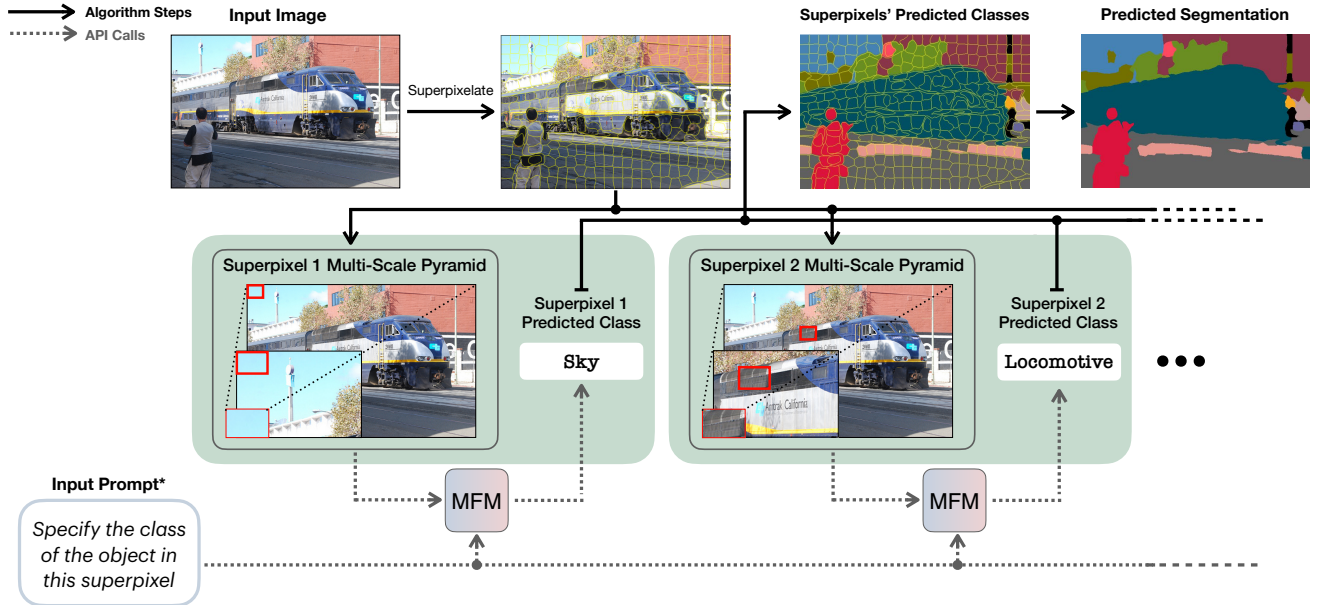 Algorithm Steps
API Calls
Input Image
Superpixels’ Predicted Classes
Predicted Segmentation
Superpixelate
Superpixel 1 Multi-Scale Pyramid
Superpixel 1
Predicted Class
Sky
Superpixel 2 Multi-Scale Pyramid
Amtrak California
Superpixel 2
Predicted Class
Locomotive
MFM
MFM
Input Prompt*
Specify the class
of the object in
this superpixel